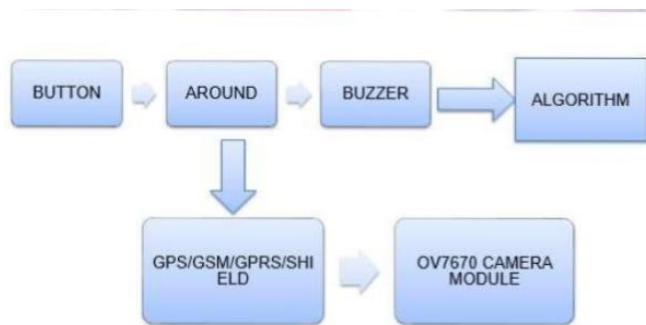 BUTTON
AROUND
BUZZER
ALGORITHM
GPS/GSM/GPRS/SHI
ELD
OV7670 CAMERA
MODULE